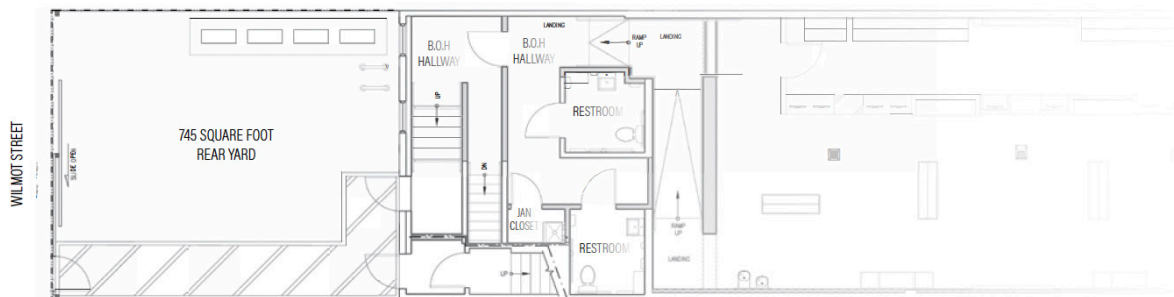 WILMOT STREET
SLIDE OPEN
745 SQUARE FOOT
REAR YARD
B.O.H
HALLWAY
UP
DN
LANDING
B.O.H
HALLWAY
RAMP
UP
LANDING
RESTROOM
JAN
CLOSET
RESTROOM
UP
RAMP
UP
LANDING